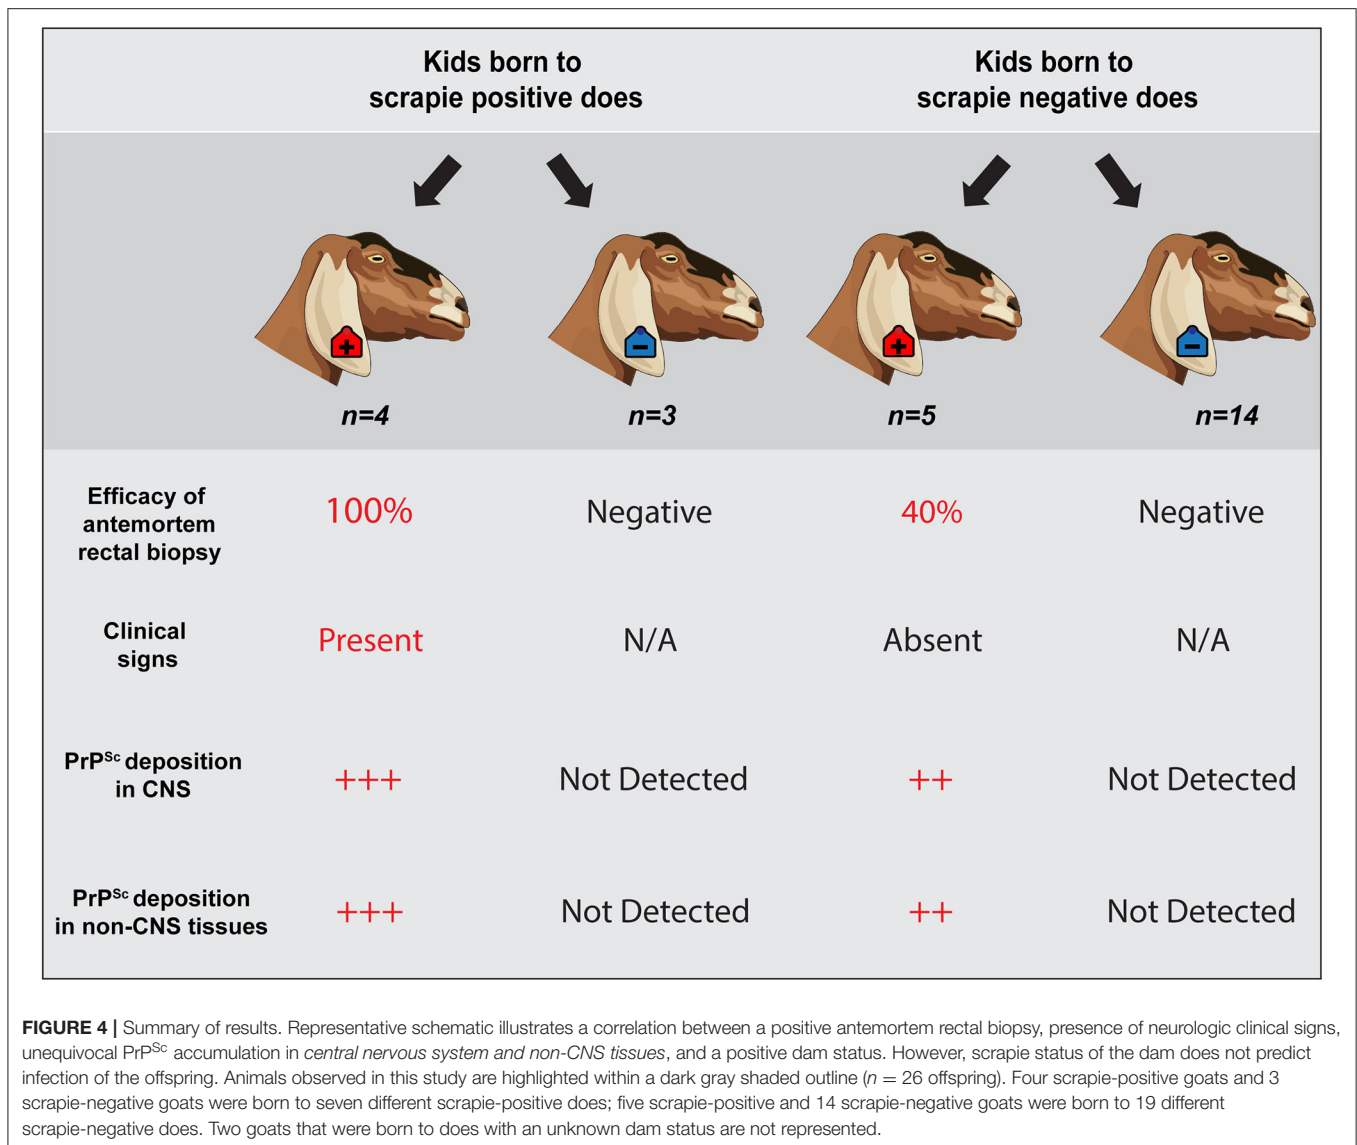 Kids born to
scrapie positive does
Kids born to
scrapie negative does
+
-
+
-
n=4
n=3
n=5
n=14
Efficacy of
antemortem
rectal biopsy
100%
Negative
40%
Negative
Clinical
signs
Present
N/A
Absent
N/A
PrPSc deposition
in CNS
+++
Not Detected
++
Not Detected
PrPSc deposition
in non-CNS tissues
+++
Not Detected
++
Not Detected
FIGURE 4 | Summary of results. Representative schematic illustrates a correlation between a positive antemortem rectal biopsy, presence of neurologic clinical signs,
unequivocal PrPSc accumulation in central nervous system and non-CNS tissues, and a positive dam status. However, scrapie status of the dam does not predict
infection of the offspring. Animals observed in this study are highlighted within a dark gray shaded outline (n = 26 offspring). Four scrapie-positive goats and 3
scrapie-negative goats were born to seven different scrapie-positive does; five scrapie-positive and 14 scrapie-negative goats were born to 19 different
scrapie-negative does. Two goats that were born to does with an unknown dam status are not represented.